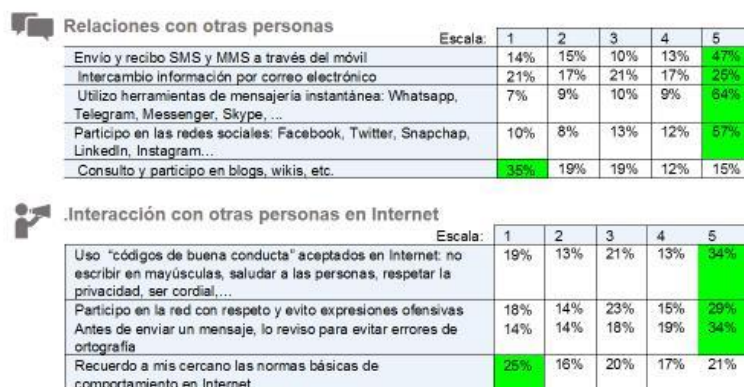 Relaciones con otras personas
Escala: 1 2 3 4 5
Envío y recibo SMS y MMS a través del móvil 14% 15% 10% 13% 47%
Intercambio información por correo electrónico 21% 17% 21% 17% 25%
Utilizo herramientas de mensajería instantánea: Whatsapp, 7% 9% 10% 9% 64%
Telegram, Messenger, Skype, ...
Participo en las redes sociales: Facebook, Twitter, Snapchap, 10% 8% 13% 12% 57%
LinkedIn, Instagram...
Consulto y participo en blogs, wikis, etc. 35% 19% 19% 12% 15%
.Interacción con otras personas en Internet
Escala: 1 2 3 4 5
Uso "códigos de buena conducta" aceptados en Internet: no 19% 13% 21% 13% 34%
escribir en mayúsculas, saludar a las personas, respetar la
privacidad, ser cordial,...
Participo en la red con respeto y evito expresiones ofensivas 18% 14% 23% 15% 29%
Antes de enviar un mensaje, lo reviso para evitar errores de 14% 14% 18% 19% 34%
ortografía
Recuerdo a mis cercano las normas básicas de 25% 16% 20% 17% 21%
comportamiento en Internet